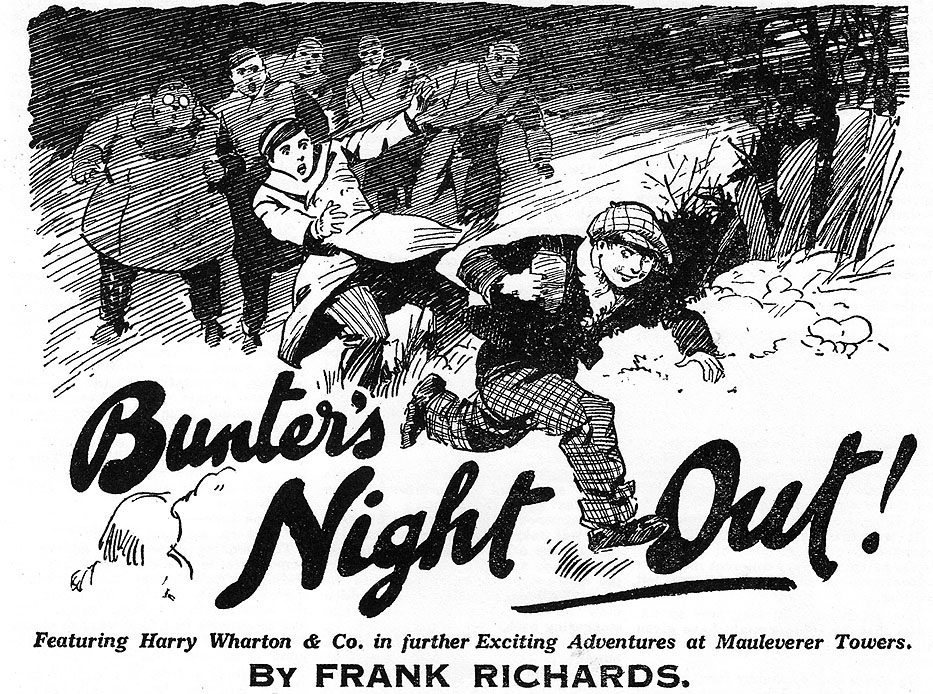 Bunter's
Night Out!
Featuring Harry Wharton & Co. in further Exciting Adventures at Mauleverer Towers.
BY FRANK RICHARDS.